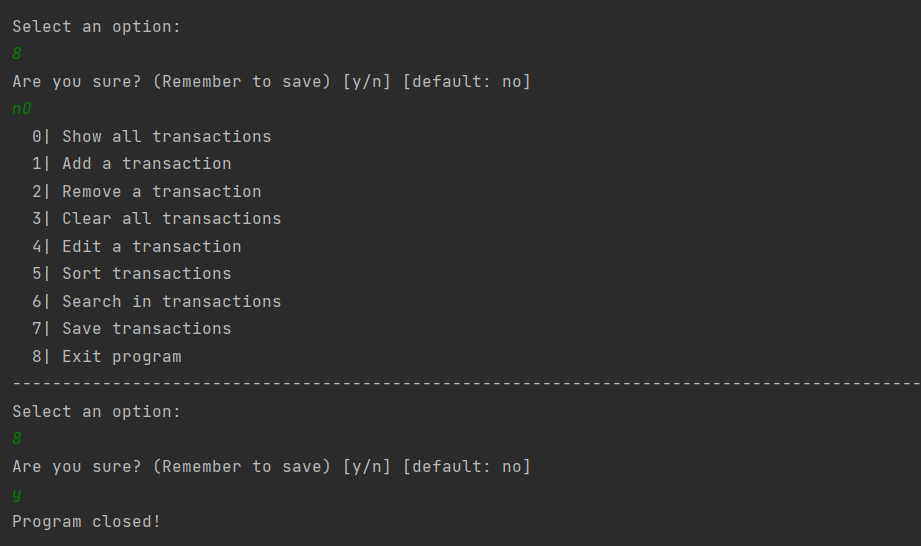 Select an option:
8
Are you sure? (Remember to save) [y/n] [default: no]
nO
0| Show all transactions
1| Add a transaction
2| Remove a transaction
3| Clear all transactions
4| Edit a transaction
5| Sort transactions
6| Search in transactions
7| Save transactions
8| Exit program
-------------------------------------------------------------------------------------------
Select an option:
8
Are you sure? (Remember to save) [y/n] [default: no]
y
Program closed!